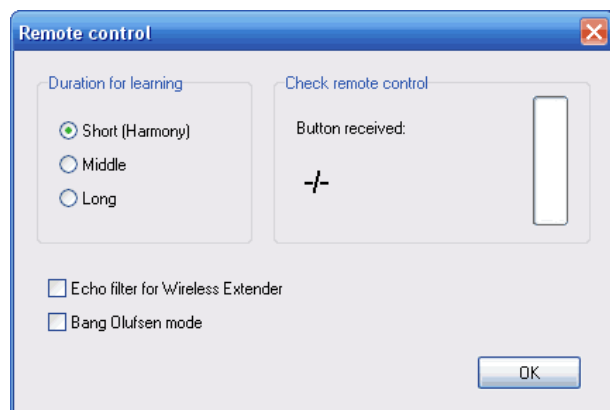 Remote control
Duration for learning
Short (Harmony)
Middle
Long
Check remote control
Button received:
-/-
Echo filter for Wireless Extender
Bang Olufsen mode
OK